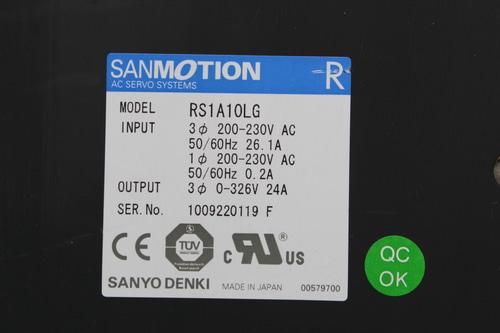 SANMOTION R
AC SERVO SYSTEMS
MODEL RS1A10LG
INPUT 3φ 200-230V AC
50/60Hz 26.1A
1φ 200-230V AC
50/60Hz 0.2A
OUTPUT 3φ 0-326V 24A
SER.No. 1009220119 F
CE TÜV c RU ® US
SANYO DENKI MADE IN JAPAN 00579700
QC
OK